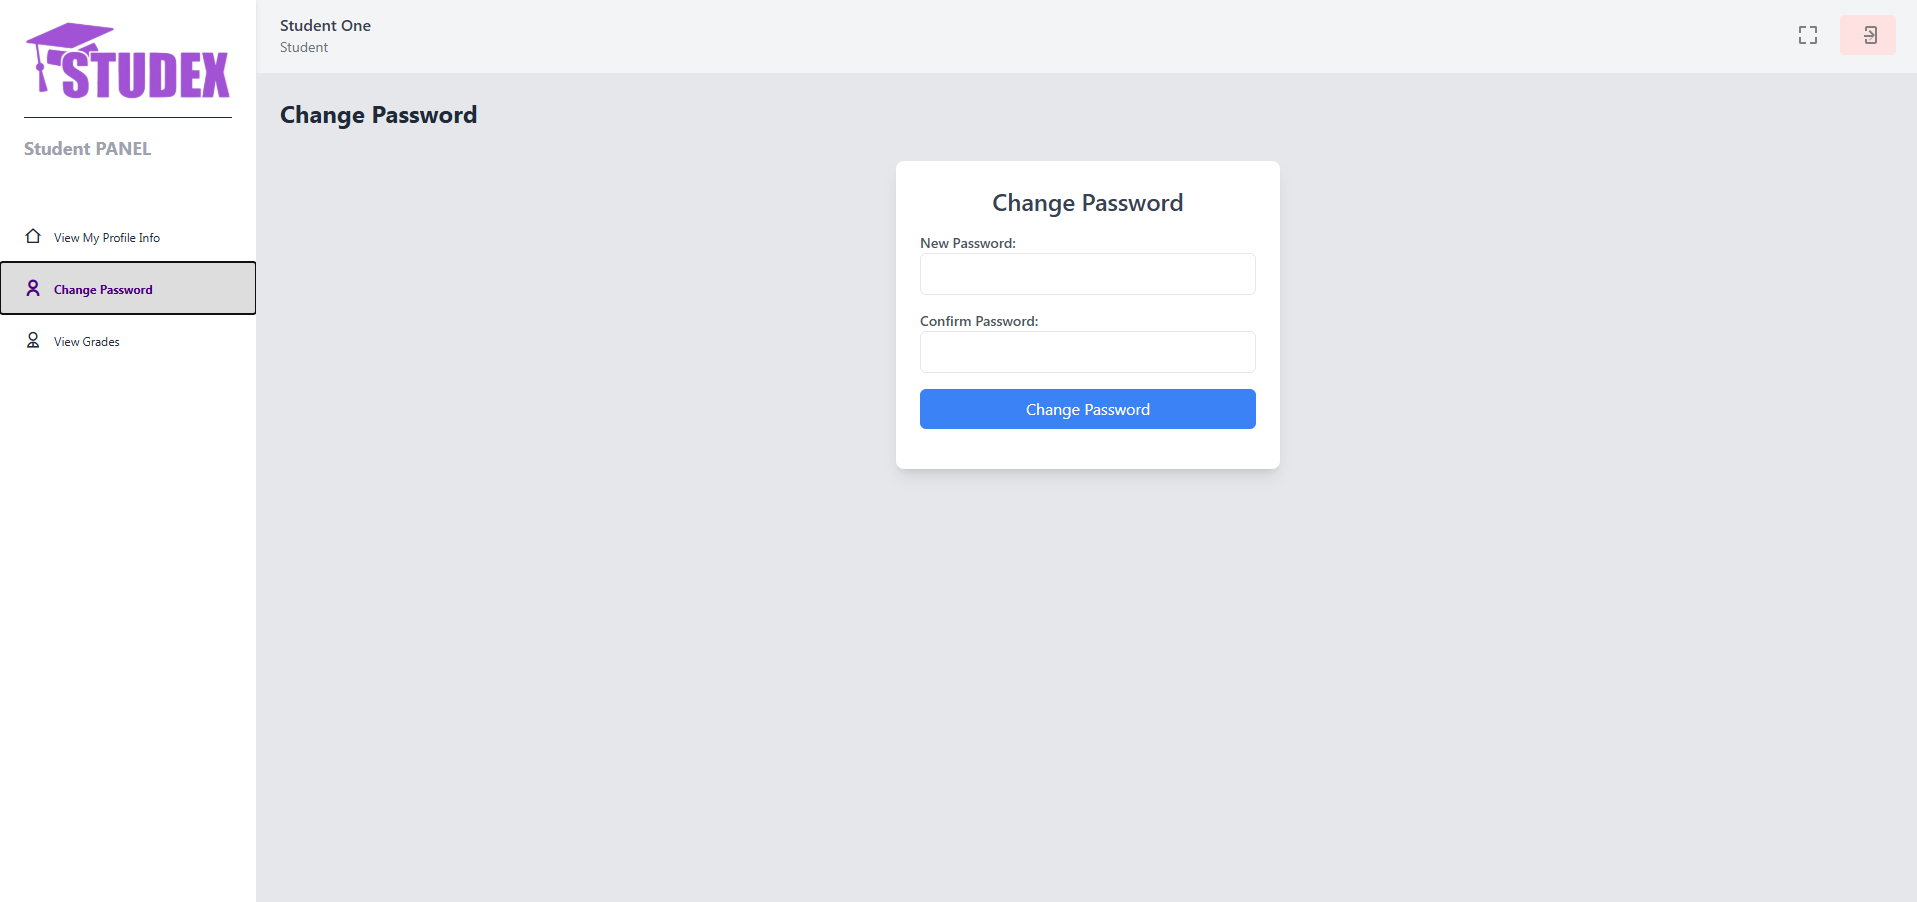 STUDEX
Student PANEL
View My Profile Info
Change Password
View Grades
Student One
Student
Change Password
Change Password
New Password:
Confirm Password:
Change Password